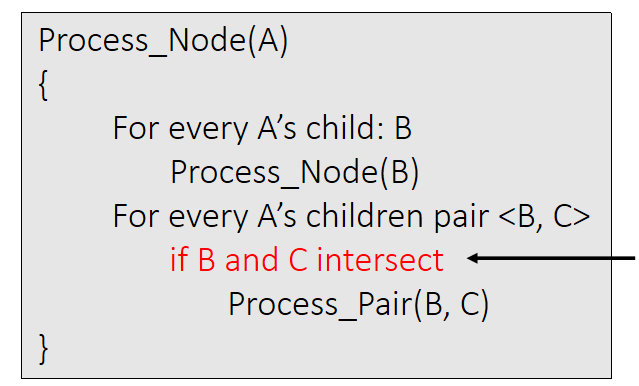 Process_Node(A)
{
For every A’s child: B
Process_Node(B)
For every A’s children pair <B, C>
if B and C intersect
Process_Pair(B, C)
}